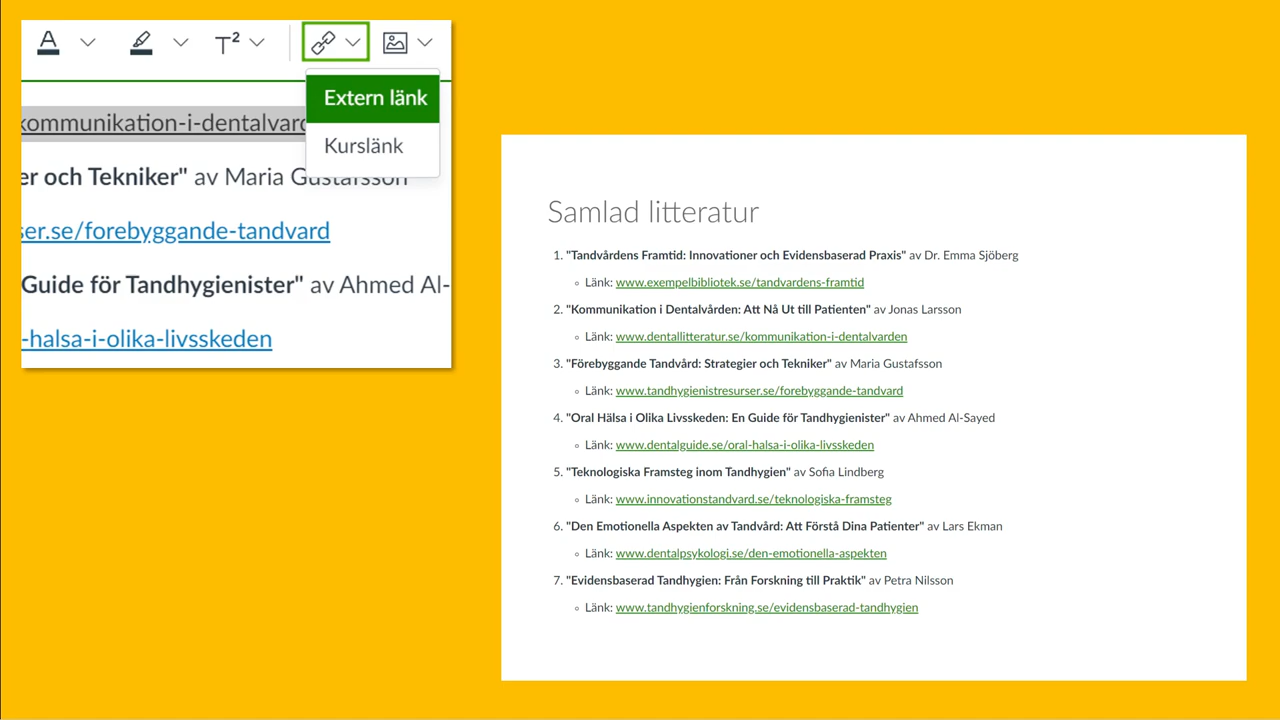 A
T²
Extern länk
Kurslänk
kommunikation-i-dentalvard
er och Tekniker" av Maria Gustafsson
ser.se/forebyggande-tandvard
Guide för Tandhygienister" av Ahmed Al-
-halsa-i-olika-livsskeden
Samlad litteratur
1. "Tandvårdens Framtid: Innovationer och Evidensbaserad Praxis" av Dr. Emma Sjöberg
Länk: www.exempelbibliotek.se/tandvardens-framtid
2. "Kommunikation i Dentalvården: Att Nå Ut till Patienten" av Jonas Larsson
Länk: www.dentallitteratur.se/kommunikation-i-dentalvarden
3. "Förebyggande Tandvård: Strategier och Tekniker" av Maria Gustafsson
Länk: www.tandhygienistresurser.se/forebyggande-tandvard
4. "Oral Hälsa i Olika Livsskeden: En Guide för Tandhygienister" av Ahmed Al-Sayed
Länk: www.dentalguide.se/oral-halsa-i-olika-livsskeden
5. "Teknologiska Framsteg inom Tandhygien" av Sofia Lindberg
Länk: www.innovationstandvard.se/teknologiska-framsteg
6. "Den Emotionella Aspekten av Tandvård: Att Förstå Dina Patienter" av Lars Ekman
Länk: www.dentalpsykologi.se/den-emotionella-aspekten
7. "Evidensbaserad Tandhygien: Från Forskning till Praktik" av Petra Nilsson
Länk: www.tandhygienforskning.se/evidensbaserad-tandhygien